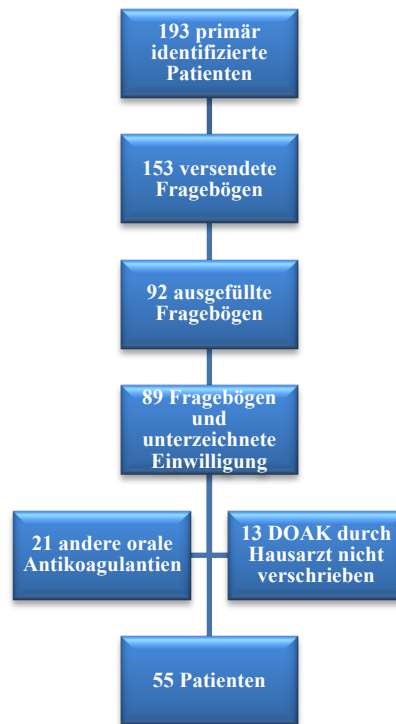 193 primär
identifizierte
Patienten
153 versendete
Fragebögen
92 ausgefüllte
Fragebögen
89 Fragebögen
und
unterzeichnete
Einwilligung
21 andere orale
Antikoagulantien
13 DOAK durch
Hausarzt nicht
verschrieben
55 Patienten